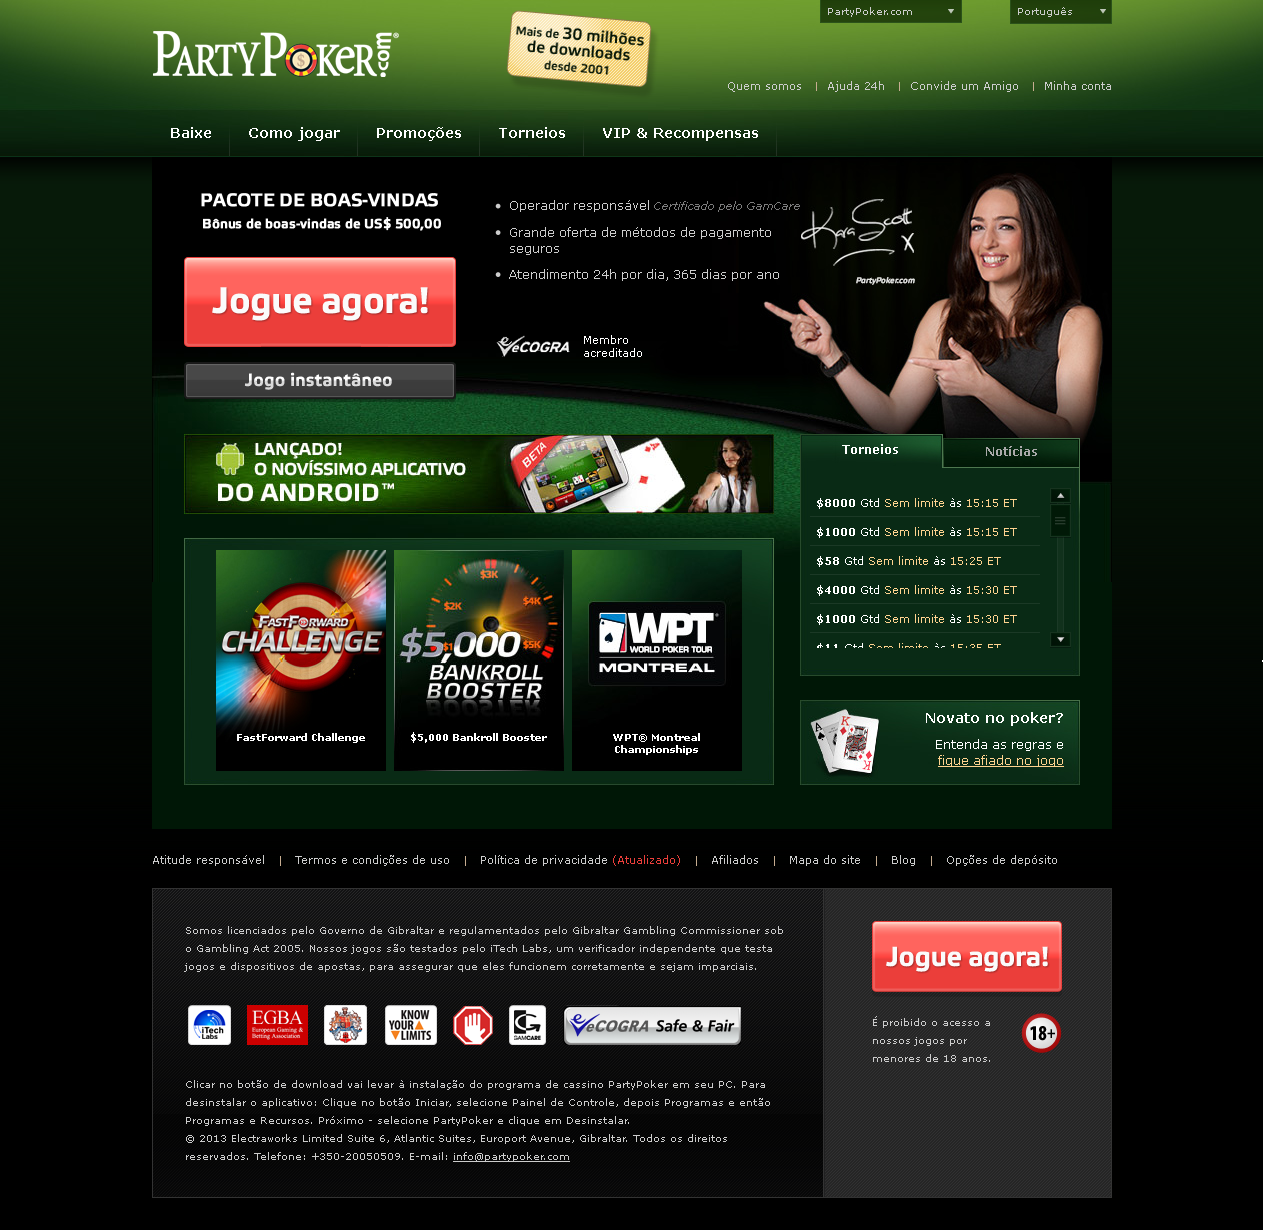 PartyPoker.com
Português
PARTYPOKER.com®
Mais de 30 milhões
de downloads
desde 2001
Quem somos | Ajuda 24h | Convide um Amigo | Minha conta
Baixe
Como jogar
Promoções
Torneios
VIP & Recompensas
PACOTE DE BOAS-VINDAS
Bônus de boas-vindas de US$ 500,00
Jogue agora!
Jogo instantâneo
Operador responsável Certificado pelo GamCare
Grande oferta de métodos de pagamento
seguros
Atendimento 24h por dia, 365 dias por ano
eCOGRA
Membro
acreditado
Kara Scott
X
PartyPoker.com
LANÇADO!
O NOVÍSSIMO APLICATIVO
DO ANDROID™
BETA
Torneios
Notícias
$8000 Gtd Sem limite às 15:15 ET
$1000 Gtd Sem limite às 15:15 ET
$58 Gtd Sem limite às 15:25 ET
$4000 Gtd Sem limite às 15:30 ET
$1000 Gtd Sem limite às 15:30 ET
$11 Gtd Sem limite às 15:35 ET
FASTFORWARD
CHALLENGE
FastForward Challenge
$1
$2K
$3K
$4K
$5K
$5,000
BANKROLL
BOOSTER
$5,000 Bankroll Booster
WPT®
WORLD POKER TOUR
MONTREAL
WPT® Montreal
Championships
A
K
Novato no poker?
Entenda as regras e
fique afiado no jogo
Atitude responsável | Termos e condições de uso | Política de privacidade (Atualizado) | Afiliados | Mapa do site | Blog | Opções de depósito
Somos licenciados pelo Governo de Gibraltar e regulamentados pelo Gibraltar Gambling Commissioner sob
o Gambling Act 2005. Nossos jogos são testados pelo iTech Labs, um verificador independente que testa
jogos e dispositivos de apostas, para assegurar que eles funcionem corretamente e sejam imparciais.
iTech
Labs
EGBA
European Gaming &
Betting Association
KNOW
YOUR
LIMITS
G
GAMCARE
eCOGRA Safe & Fair
Clicar no botão de download vai levar à instalação do programa de cassino PartyPoker em seu PC. Para
desinstalar o aplicativo: Clique no botão Iniciar, selecione Painel de Controle, depois Programas e então
Programas e Recursos. Próximo - selecione PartyPoker e clique em Desinstalar.
© 2013 Electraworks Limited Suite 6, Atlantic Suites, Europort Avenue, Gibraltar. Todos os direitos
reservados. Telefone: +350-20050509. E-mail: info@partypoker.com
Jogue agora!
É proibido o acesso a
nossos jogos por
menores de 18 anos.
18+